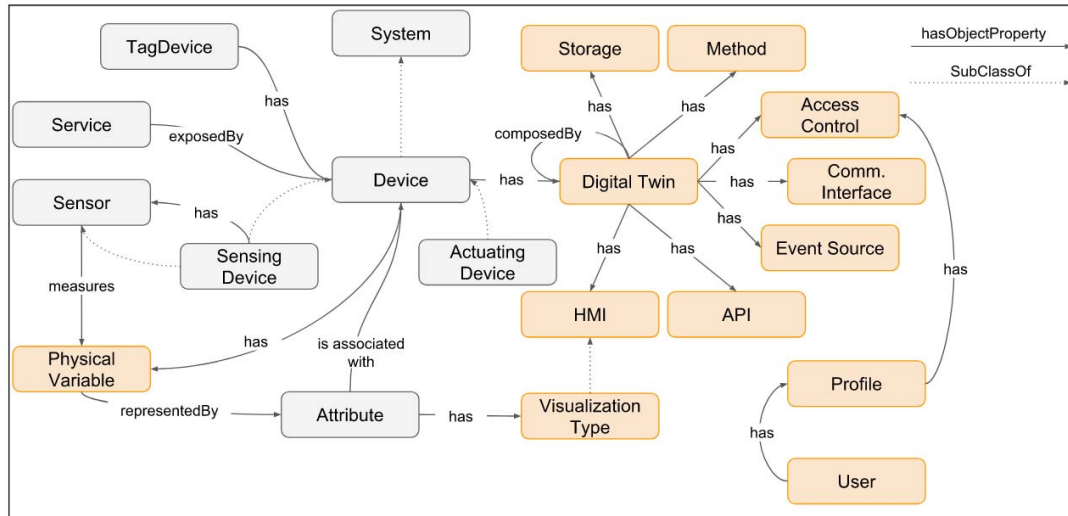 System
TagDevice
Storage
Method
hasObjectProperty
SubClassOf
has
has
has
Access
Control
Service
exposedBy
composedBy
has
Device
has
Digital Twin
has
Comm.
Interface
Sensor
has
has
Sensing
Device
Actuating
Device
Event Source
has
has
has
measures
HMI
API
has
is associated
with
Physical
Variable
Profile
representedBy
Attribute
has
Visualization
Type
has
User